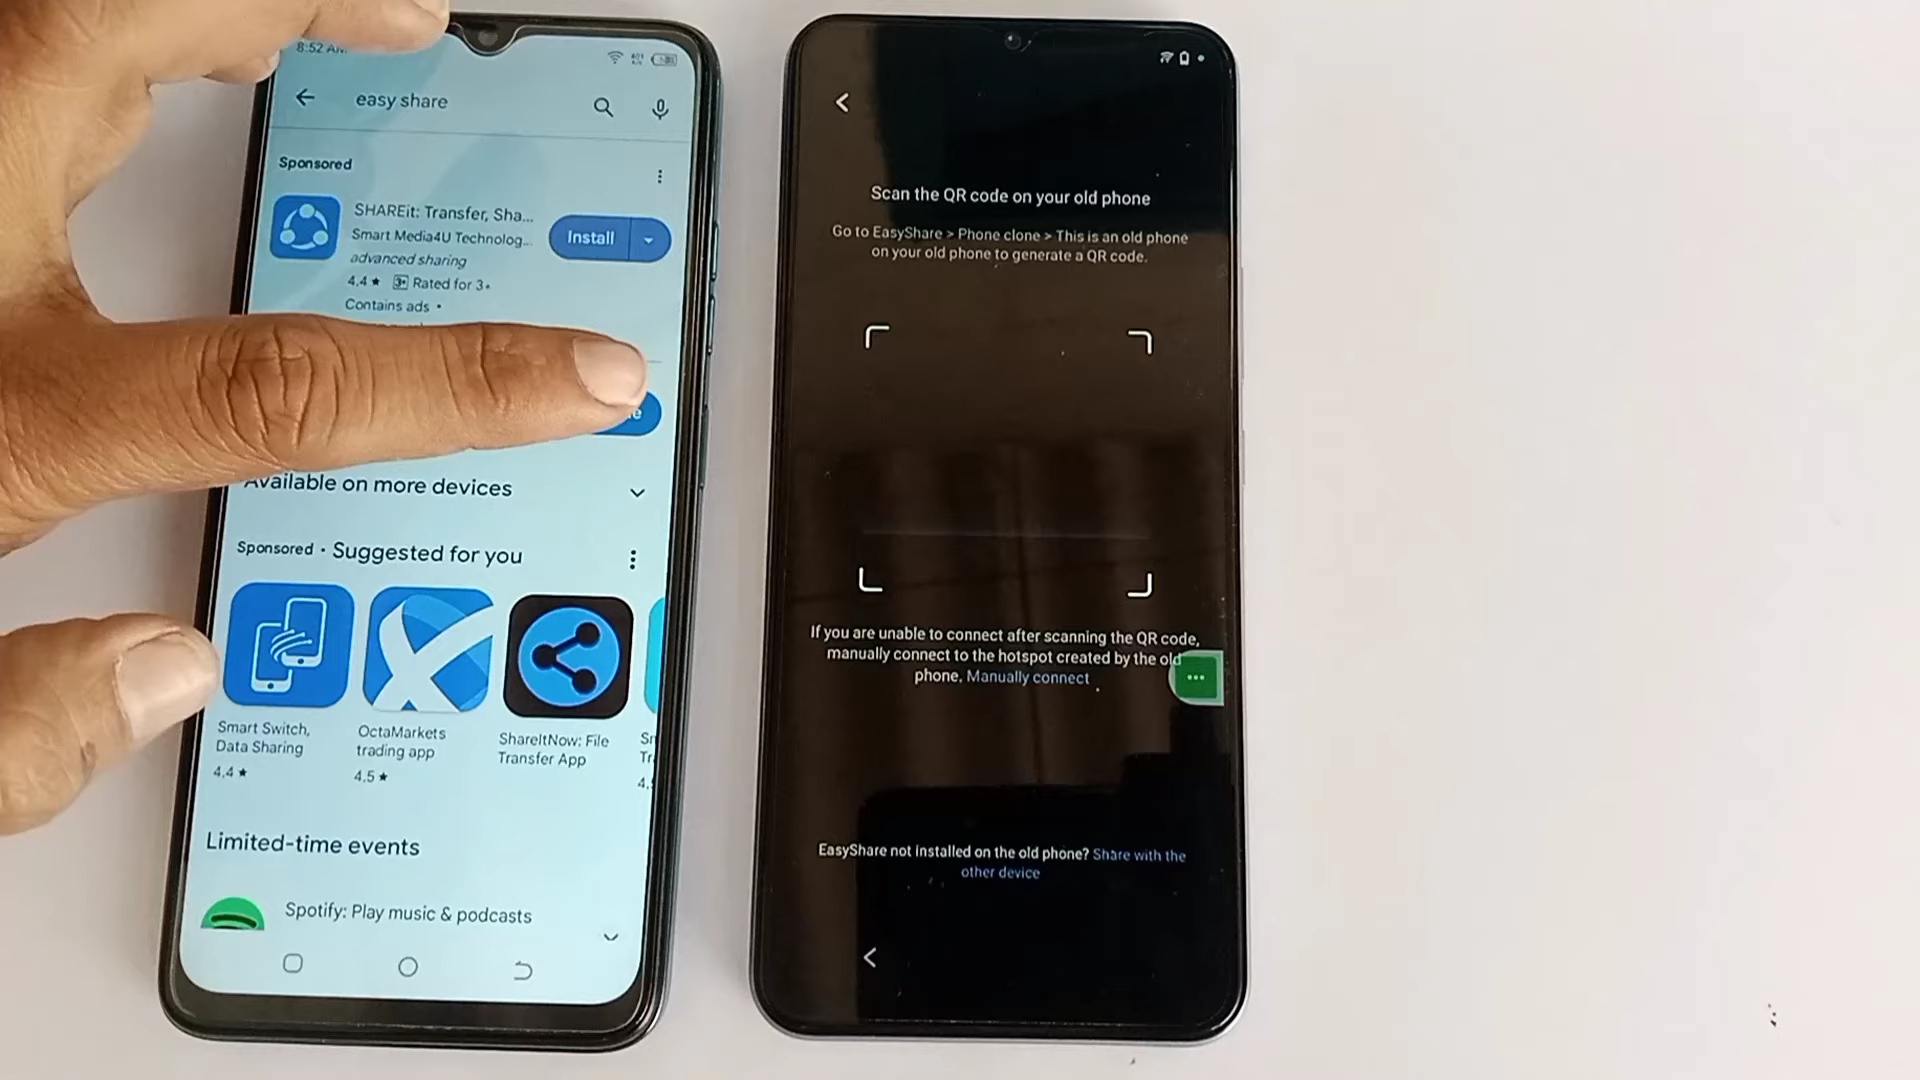 8:52 AM
easy share
Sponsored
SHAREit: Transfer, Sha...
Smart Media4U Technolog...
advanced sharing
4.4 ★ 3+ Rated for 3+
Contains ads •
Install
Available on more devices
Sponsored • Suggested for you
Smart Switch,
Data Sharing
4.4 ★
OctaMarkets
trading app
4.5 ★
ShareItNow: File
Transfer App
Limited-time events
Spotify: Play music & podcasts
Scan the QR code on your old phone
Go to EasyShare > Phone clone > This is an old phone
on your old phone to generate a QR code.
If you are unable to connect after scanning the QR code,
manually connect to the hotspot created by the old
phone. Manually connect
EasyShare not installed on the old phone? Share with the
other device